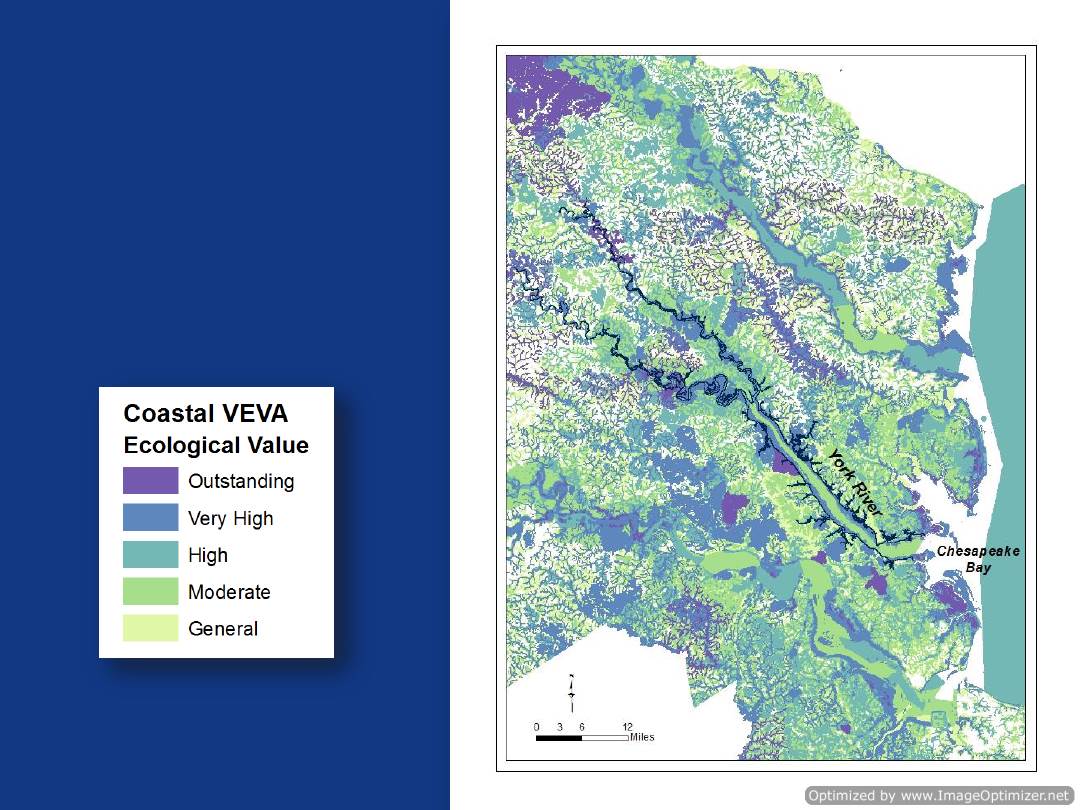 Coastal VEVA
Ecological Value
Outstanding
Very High
High
Moderate
General
York River
Chesapeake
Bay
0 3 6 12
Miles
Optimized by www.ImageOptimizer.net